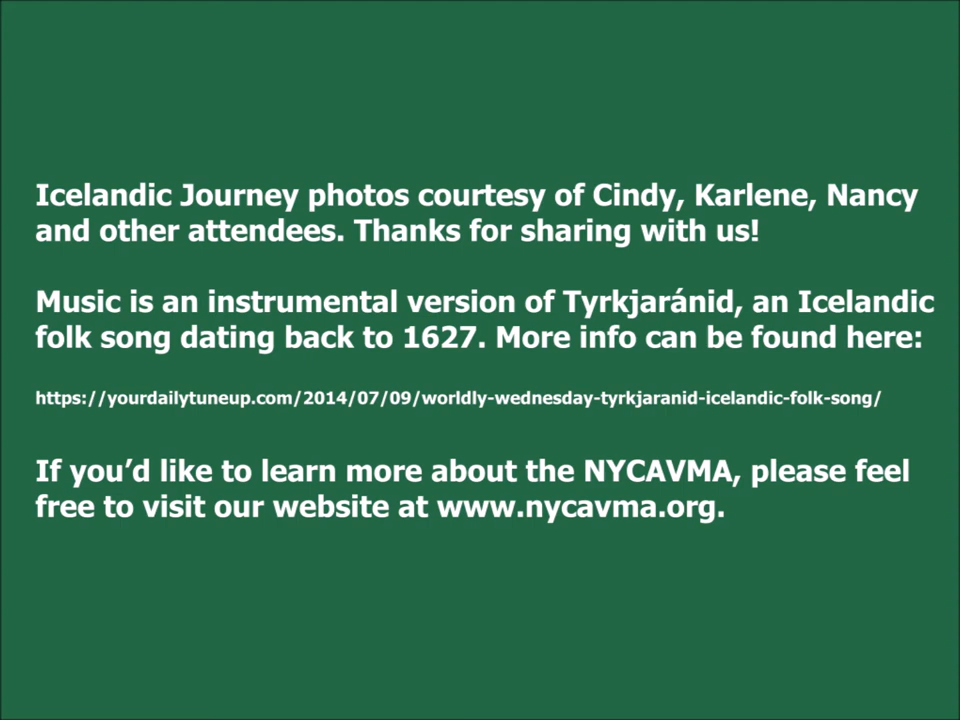 Icelandic Journey photos courtesy of Cindy, Karlene, Nancy
and other attendees. Thanks for sharing with us!
Music is an instrumental version of Tyrkjaránid, an Icelandic
folk song dating back to 1627. More info can be found here:
https://yourdailytuneup.com/2014/07/09/worldly-wednesday-tyrkjaranid-icelandic-folk-song/
If you’d like to learn more about the NYCAVMA, please feel
free to visit our website at www.nycavma.org.